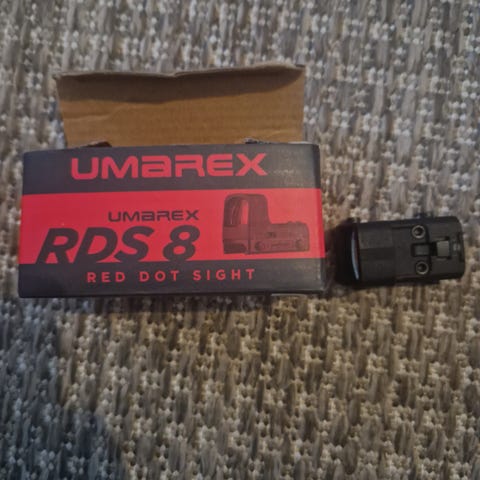 UMAREX
UMAREX
RDS 8
RED DOT SIGHT